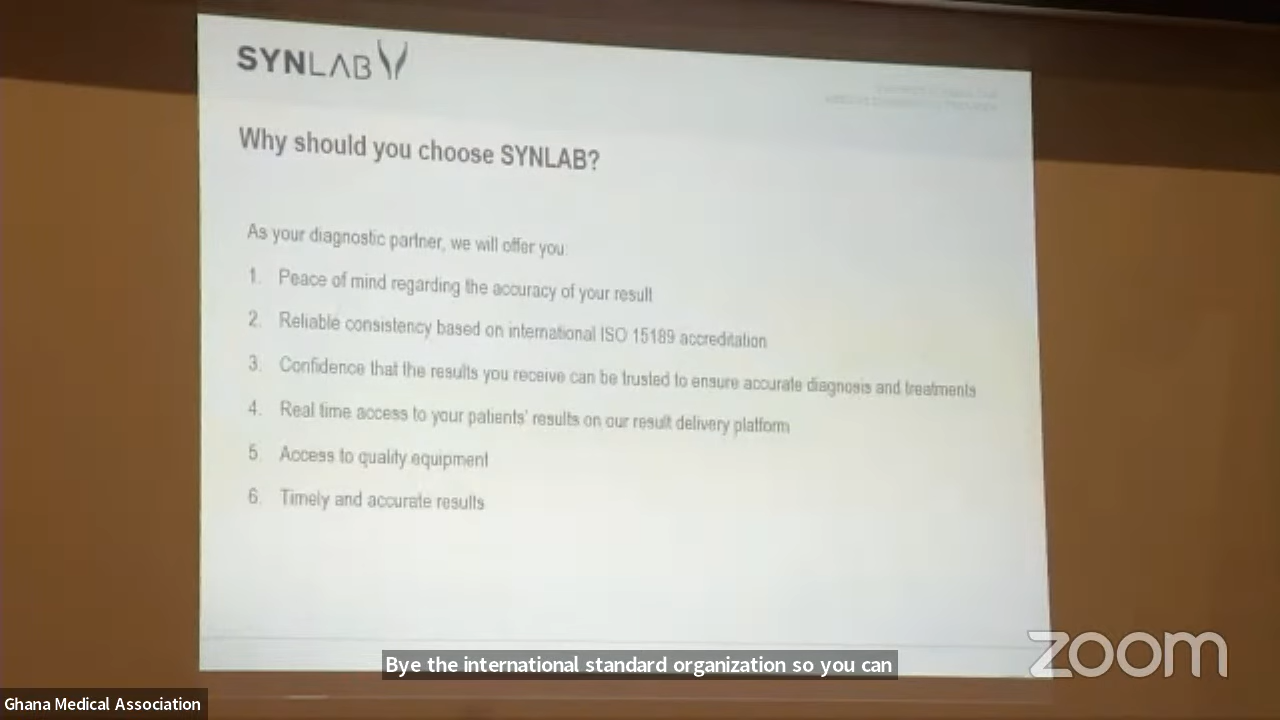 SYNLAB
Why should you choose SYNLAB?
As your diagnostic partner, we will offer you:
1. Peace of mind regarding the accuracy of your result
2. Reliable consistency based on international ISO 15189 accreditation
3. Confidence that the results you receive can be trusted to ensure accurate diagnosis and treatments
4. Real time access to your patients' results on our result delivery platform
5. Access to quality equipment
6. Timely and accurate results
Bye the international standard organization so you can
zoom
Ghana Medical Association